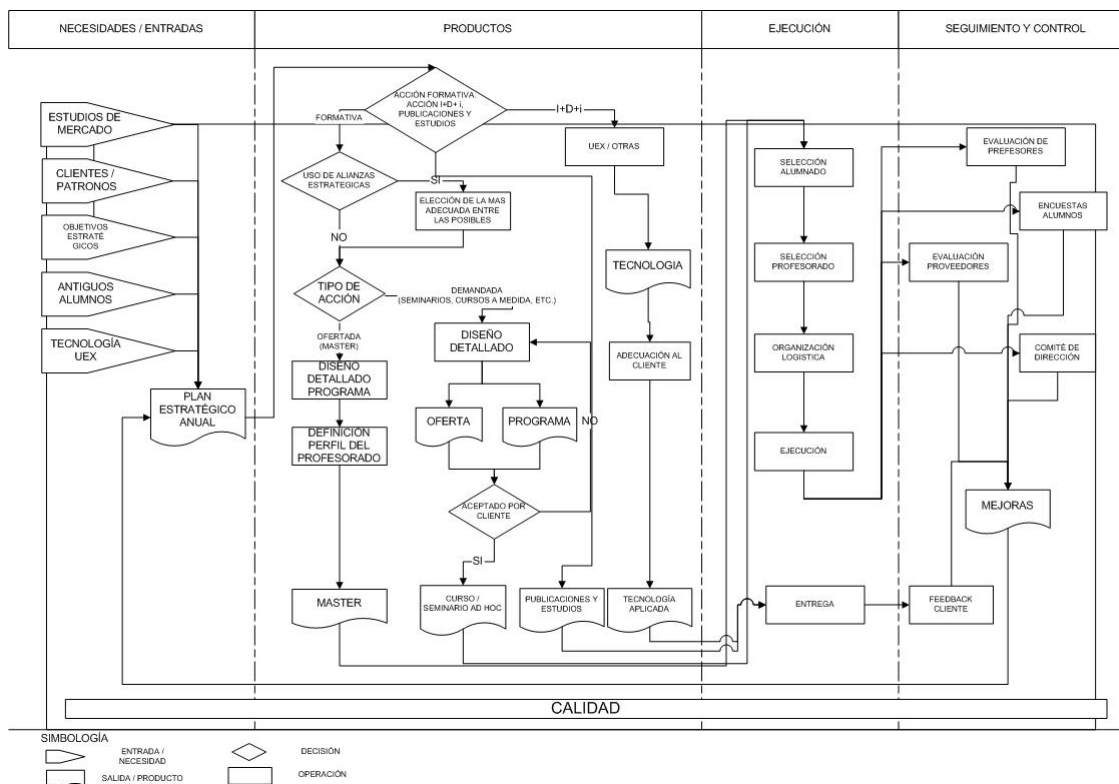 NECESIDADES / ENTRADAS
PRODUCTOS
EJECUCIÓN
SEGUIMIENTO Y CONTROL
ESTUDIOS DE
MERCADO
CLIENTES /
PATRONOS
OBJETIVOS
ESTRATÉ
GICOS
ANTIGUOS
ALUMNOS
TECNOLOGÍA
UEX
PLAN
ESTRATÉGICO
ANUAL
ACCIÓN FORMATIVA.
ACCIÓN I+D+ i,
PUBLICACIONES Y
ESTUDIOS
FORMATIVA
I+D+i
USO DE ALIANZAS
ESTRATEGICAS
SI
ELECCIÓN DE LA MAS
ADECUADA ENTRE
LAS POSIBLES
NO
TIPO DE
ACCIÓN
DEMANDADA
(SEMINARIOS, CURSOS A MEDIDA, ETC.)
OFERTADA
(MASTER)
DISEÑO
DETALLADO
PROGRAMA
DEFINICIÓN
PERFIL DEL
PROFESORADO
MASTER
DISEÑO
DETALLADO
OFERTA
PROGRAMA
NO
ACEPTADO POR
CLIENTE
SI
CURSO /
SEMINARIO AD HOC
PUBLICACIONES Y
ESTUDIOS
UEX / OTRAS
TECNOLOGIA
ADECUACIÓN AL
CLIENTE
TECNOLOGÍA
APLICADA
SELECCIÓN
ALUMNADO
SELECCIÓN
PROFESORADO
ORGANIZACIÓN
LOGISTICA
EJECUCIÓN
ENTREGA
EVALUACIÓN DE
PREFESORES
ENCUESTAS
ALUMNOS
EVALUACIÓN
PROVEEDORES
COMITÉ DE
DIRECCIÓN
MEJORAS
FEEDBACK
CLIENTE
CALIDAD
SIMBOLOGÍA
ENTRADA /
NECESIDAD
DECISIÓN
SALIDA / PRODUCTO
OPERACIÓN